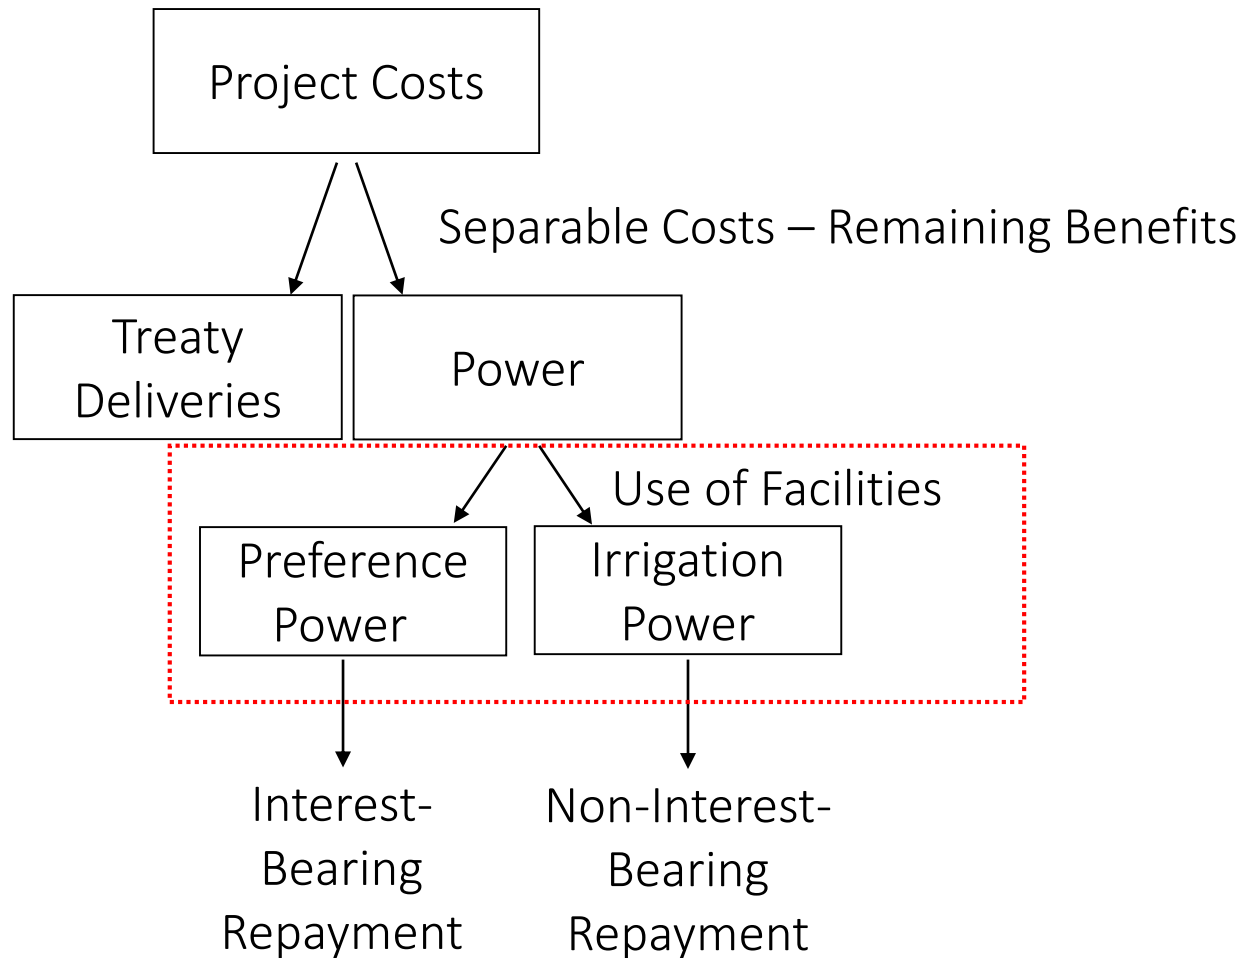 Project Costs
Separable Costs – Remaining Benefits
Treaty
Deliveries
Power
Use of Facilities
Preference
Power
Irrigation
Power
Interest-
Bearing
Repayment
Non-Interest-
Bearing
Repayment